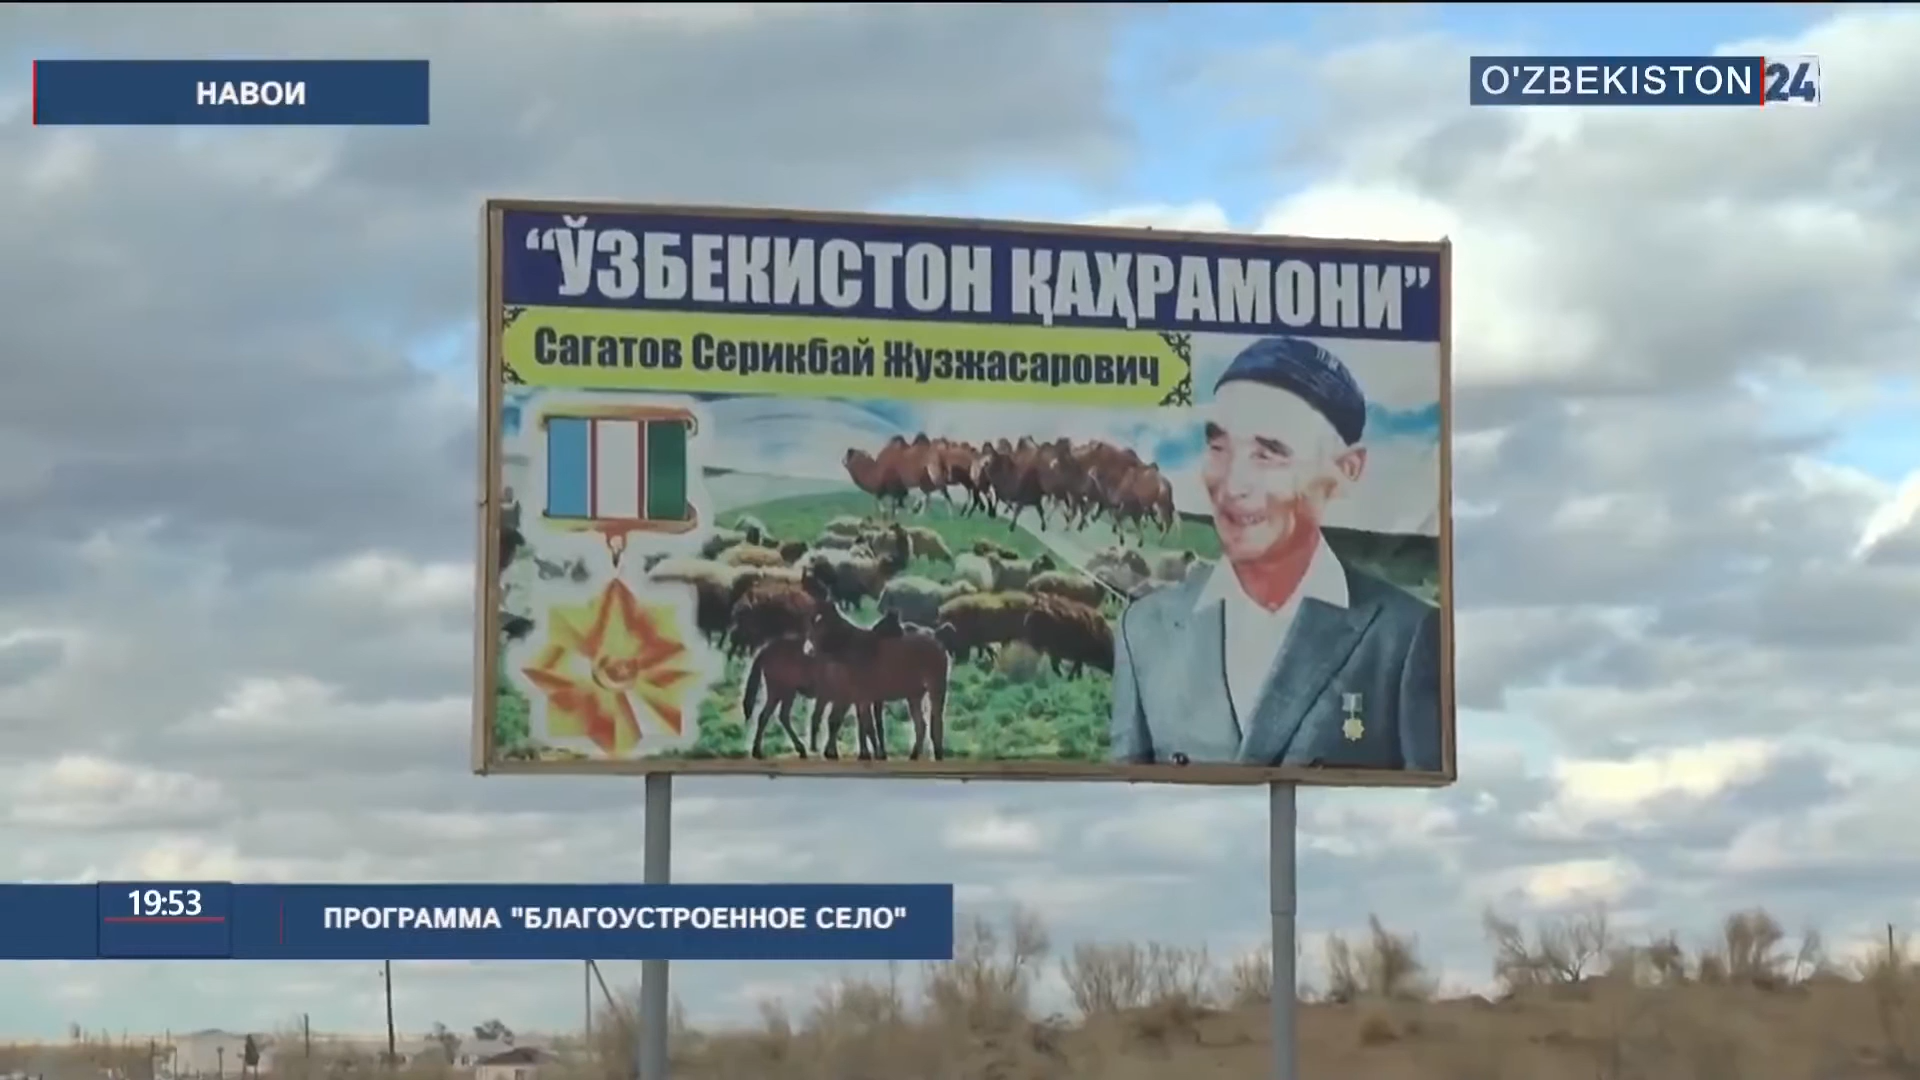 НАВОИ
O'ZBEKISTON 24
“ЎЗБЕКИСТОН ҚАҲРАМОНИ”
Сагатов Серикбай Жузжасарович
19:53
ПРОГРАММА "БЛАГОУСТРОЕННОЕ СЕЛО"